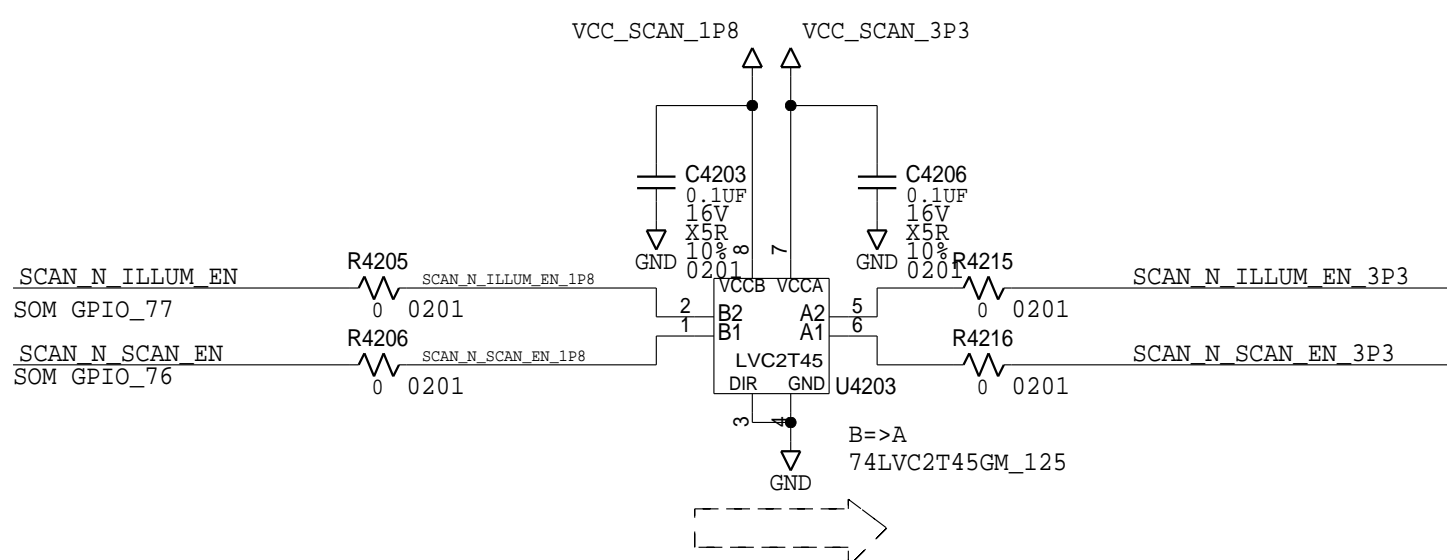 VCC_SCAN_1P8
VCC_SCAN_3P3
C4203
0.1UF
16V
X5R
10%
0201
GND
C4206
0.1UF
16V
X5R
10%
0201
GND
8
7
SCAN_N_ILLUM_EN
SOM GPIO_77
R4205
0
0201
SCAN_N_ILLUM_EN_1P8
SCAN_N_SCAN_EN
SOM GPIO_76
R4206
0
0201
SCAN_N_SCAN_EN_1P8
2
1
VCCB VCCA
B2 A2
B1 A1
LVC2T45
DIR GND
U4203
5
6
R4215
0
0201
SCAN_N_ILLUM_EN_3P3
R4216
0
0201
SCAN_N_SCAN_EN_3P3
3
4
GND
B=>A
74LVC2T45GM_125